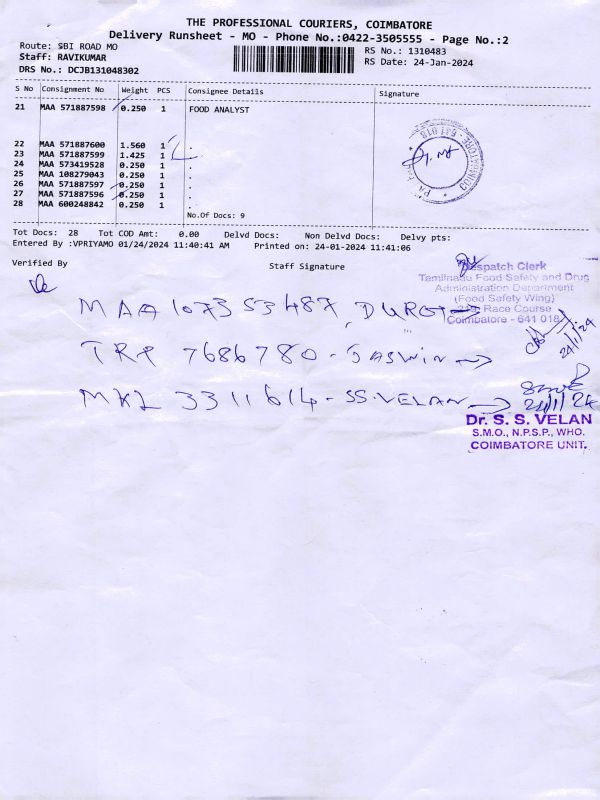 THE PROFESSIONAL COURIERS, COIMBATORE
Delivery Runsheet - MO - Phone No.:0422-3505555 - Page No.:2
Route: SBI ROAD MO
Staff: RAVIKUMAR
DRS No.: DCJB131048302
RS No.: 1310483
RS Date: 24-Jan-2024
S No Consignment No Weight PCS Consignee Details Signature
21 MAA 571887598 0.250 1 FOOD ANALYST
22 MAA 571887600 1.560 1 .
23 MAA 571887599 1.425 1 .
24 MAA 573419528 0.250 1 .
25 MAA 108279043 0.250 1 .
26 MAA 571887597 0.250 1 .
27 MAA 571887596 0.250 1 .
28 MAA 600248842 0.250 1 .
No.Of Docs: 9
641 018
COIMBATORE
Tot Docs: 28 Tot COD Amt: 0.00 Delvd Docs: Non Delvd Docs: Delvy pts:
Entered By :VPRIYAMO 01/24/2024 11:40:41 AM Printed on: 24-01-2024 11:41:06
Verified By Staff Signature
Despatch Clerk
Tamilnadu Food Safety and Drug
Administration Department
(Food Safety Wing)
Race Course
Coimbatore - 641 018
MAA 107353487, DURGA
24/1/24
TRP 7686780 - JASWIN →
MKL 3311614 - SS.VELAN →
24/1/24
Dr. S. S. VELAN
S.M.O., N.P.S.P., WHO.
COIMBATORE UNIT.